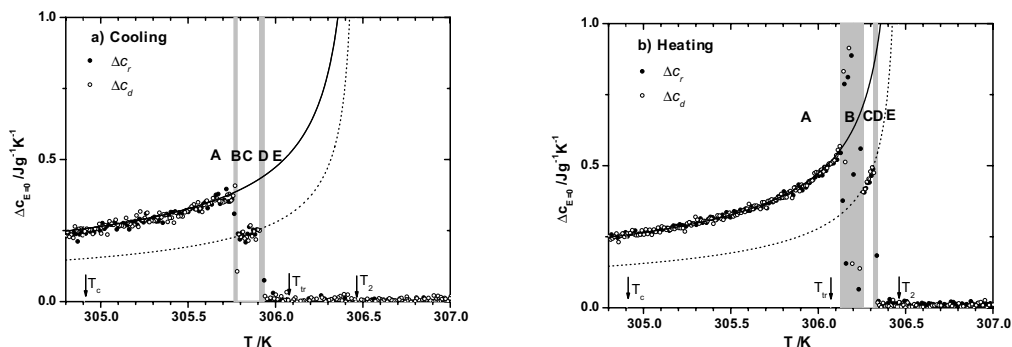 a) Cooling
Δc_r
Δc_d
A B C D E
T_c
T_tr
T_2
Δc_{E=0} /Jg⁻¹K⁻¹
1.0
0.5
0.0
305.0 305.5 306.0 306.5 307.0
T /K
b) Heating
Δc_r
Δc_d
A B C D E
T_c
T_tr
T_2
Δc_{E=0} /Jg⁻¹K⁻¹
1.0
0.5
0.0
305.0 305.5 306.0 306.5 307.0
T /K